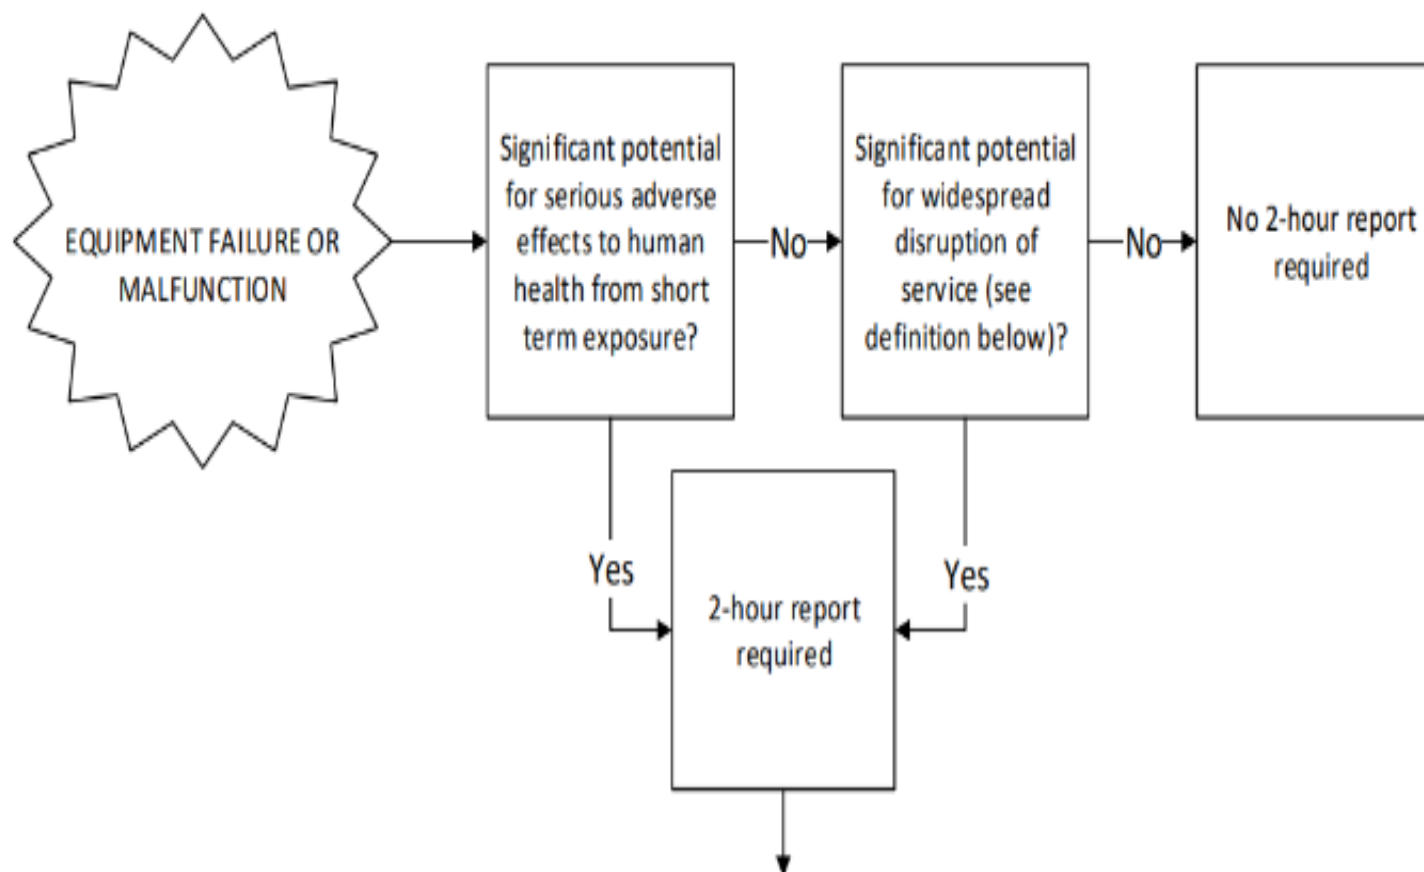 EQUIPMENT FAILURE OR
MALFUNCTION
Significant potential
for serious adverse
effects to human
health from short
term exposure?
No
Significant potential
for widespread
disruption of
service (see
definition below)?
No
No 2-hour report
required
Yes
Yes
2-hour report
required